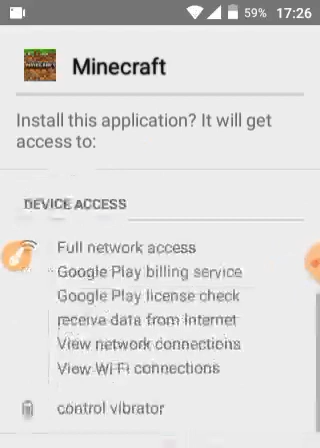 59% 17:26
Minecraft
Install this application? It will get
access to:
DEVICE ACCESS
Full network access
Google Play billing service
Google Play license check
receive data from Internet
View network connections
View Wi-Fi connections
control vibrator